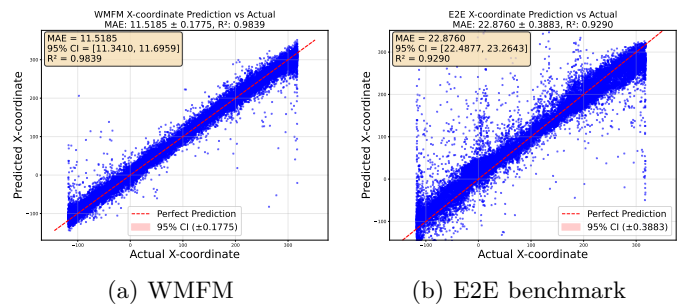 WMFM X-coordinate Prediction vs Actual
MAE: 11.5185 ± 0.1775, R²: 0.9839
MAE = 11.5185
95% CI = [11.3410, 11.6959]
R² = 0.9839
300
200
100
0
−100
Predicted X-coordinate
Perfect Prediction
95% CI (±0.1775)
−100 0 100 200 300
Actual X-coordinate
(a) WMFM
E2E X-coordinate Prediction vs Actual
MAE: 22.8760 ± 0.3883, R²: 0.9290
MAE = 22.8760
95% CI = [22.4877, 23.2643]
R² = 0.9290
300
200
100
0
−100
Predicted X-coordinate
Perfect Prediction
95% CI (±0.3883)
−100 0 100 200 300
Actual X-coordinate
(b) E2E benchmark